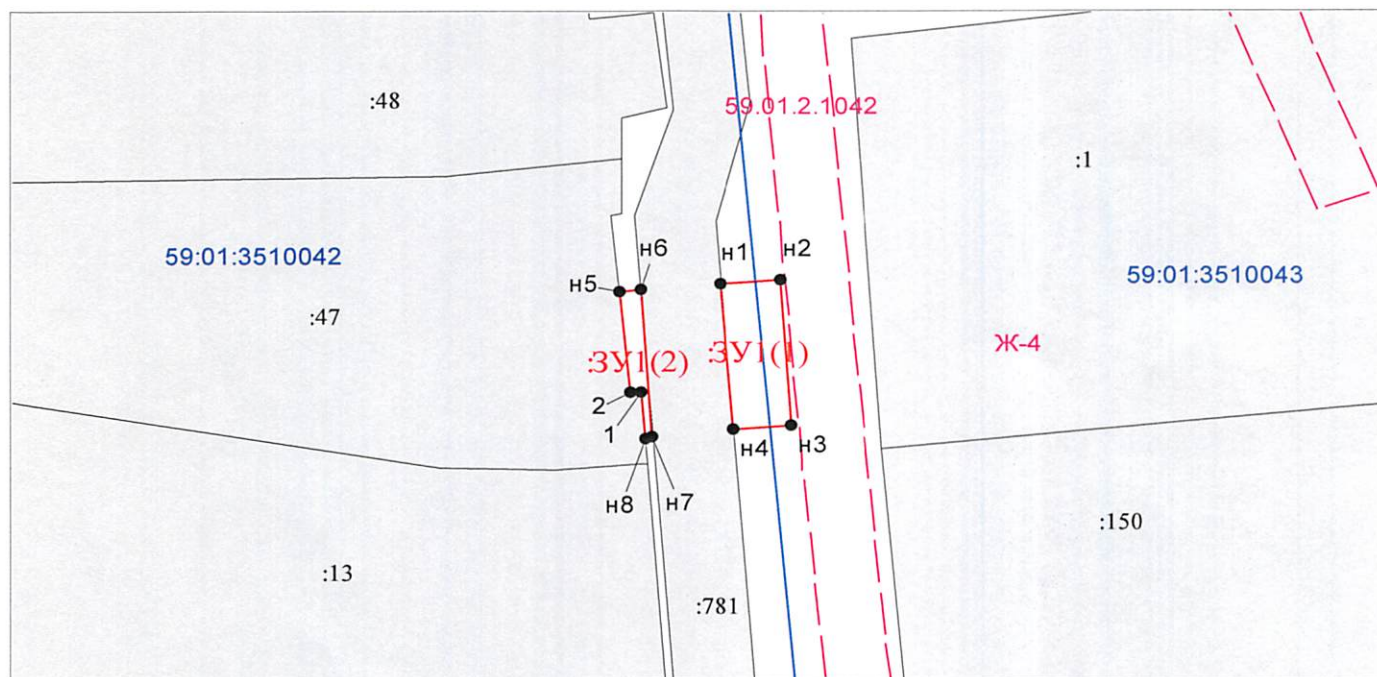 :48
59.01.2.1042
:1
59:01:3510042
н6
н1
н2
59:01:3510043
н5
:47
Ж-4
:ЗУ1(2)
:ЗУ1(1)
2
1
н4
н3
н8
н7
:150
:13
:781